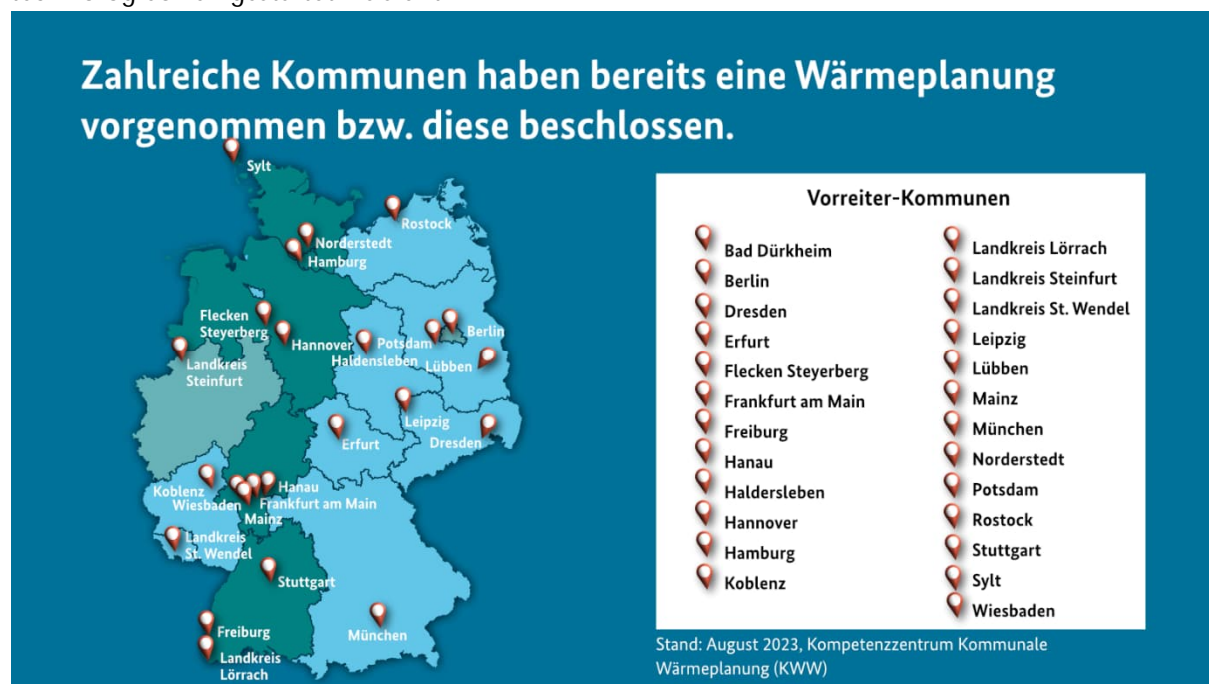 Zahlreiche Kommunen haben bereits eine Wärmeplanung
vorgenommen bzw. diese beschlossen.
Sylt
Rostock
Norderstedt
Hamburg
Flecken
Steyerberg
Hannover
Potsdam
Berlin
Haldensleben
Lübben
Landkreis
Steinfurt
Leipzig
Erfurt
Dresden
Koblenz
Hanau
Wiesbaden
Frankfurt am Main
Mainz
Landkreis
St. Wendel
Stuttgart
Freiburg
München
Landkreis
Lörrach
Vorreiter-Kommunen
Bad Dürkheim
Berlin
Dresden
Erfurt
Flecken Steyerberg
Frankfurt am Main
Freiburg
Hanau
Haldersleben
Hannover
Hamburg
Koblenz
Landkreis Lörrach
Landkreis Steinfurt
Landkreis St. Wendel
Leipzig
Lübben
Mainz
München
Norderstedt
Potsdam
Rostock
Stuttgart
Sylt
Wiesbaden
Stand: August 2023, Kompetenzzentrum Kommunale
Wärmeplanung (KWW)